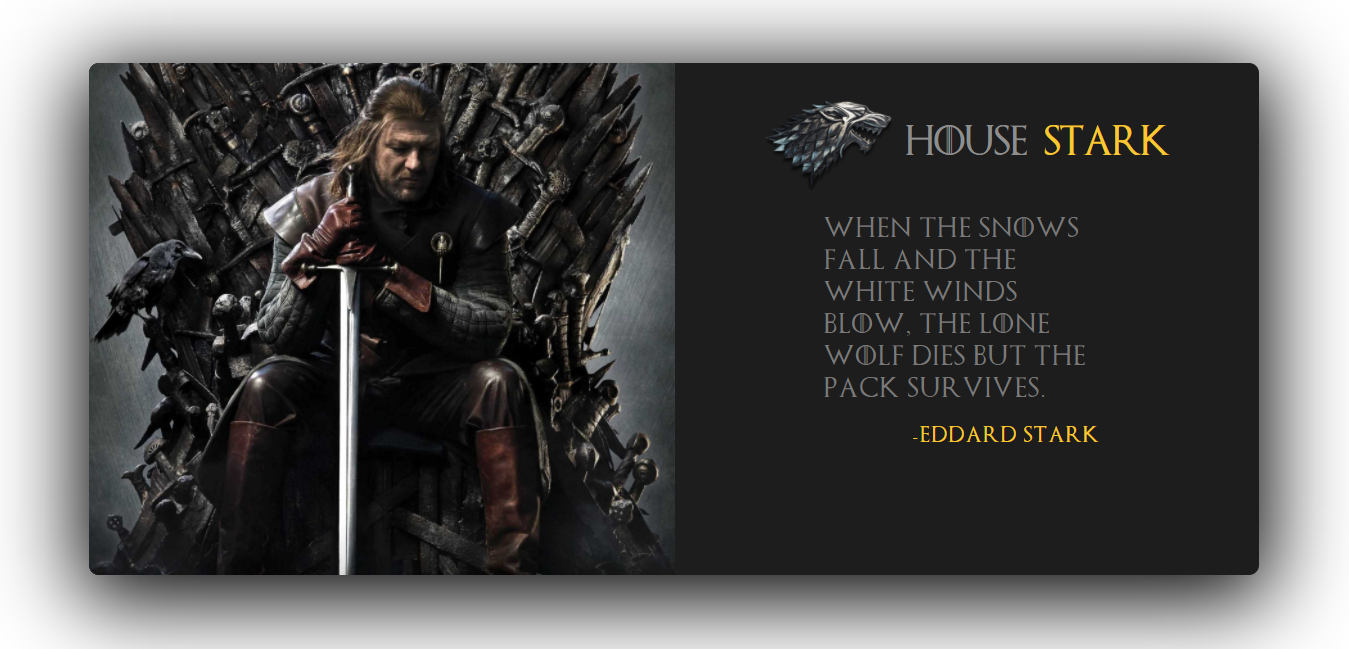 HOUSE STARK
WHEN THE SNOWS
FALL AND THE
WHITE WINDS
BLOW, THE LONE
WOLF DIES BUT THE
PACK SURVIVES.
-EDDARD STARK